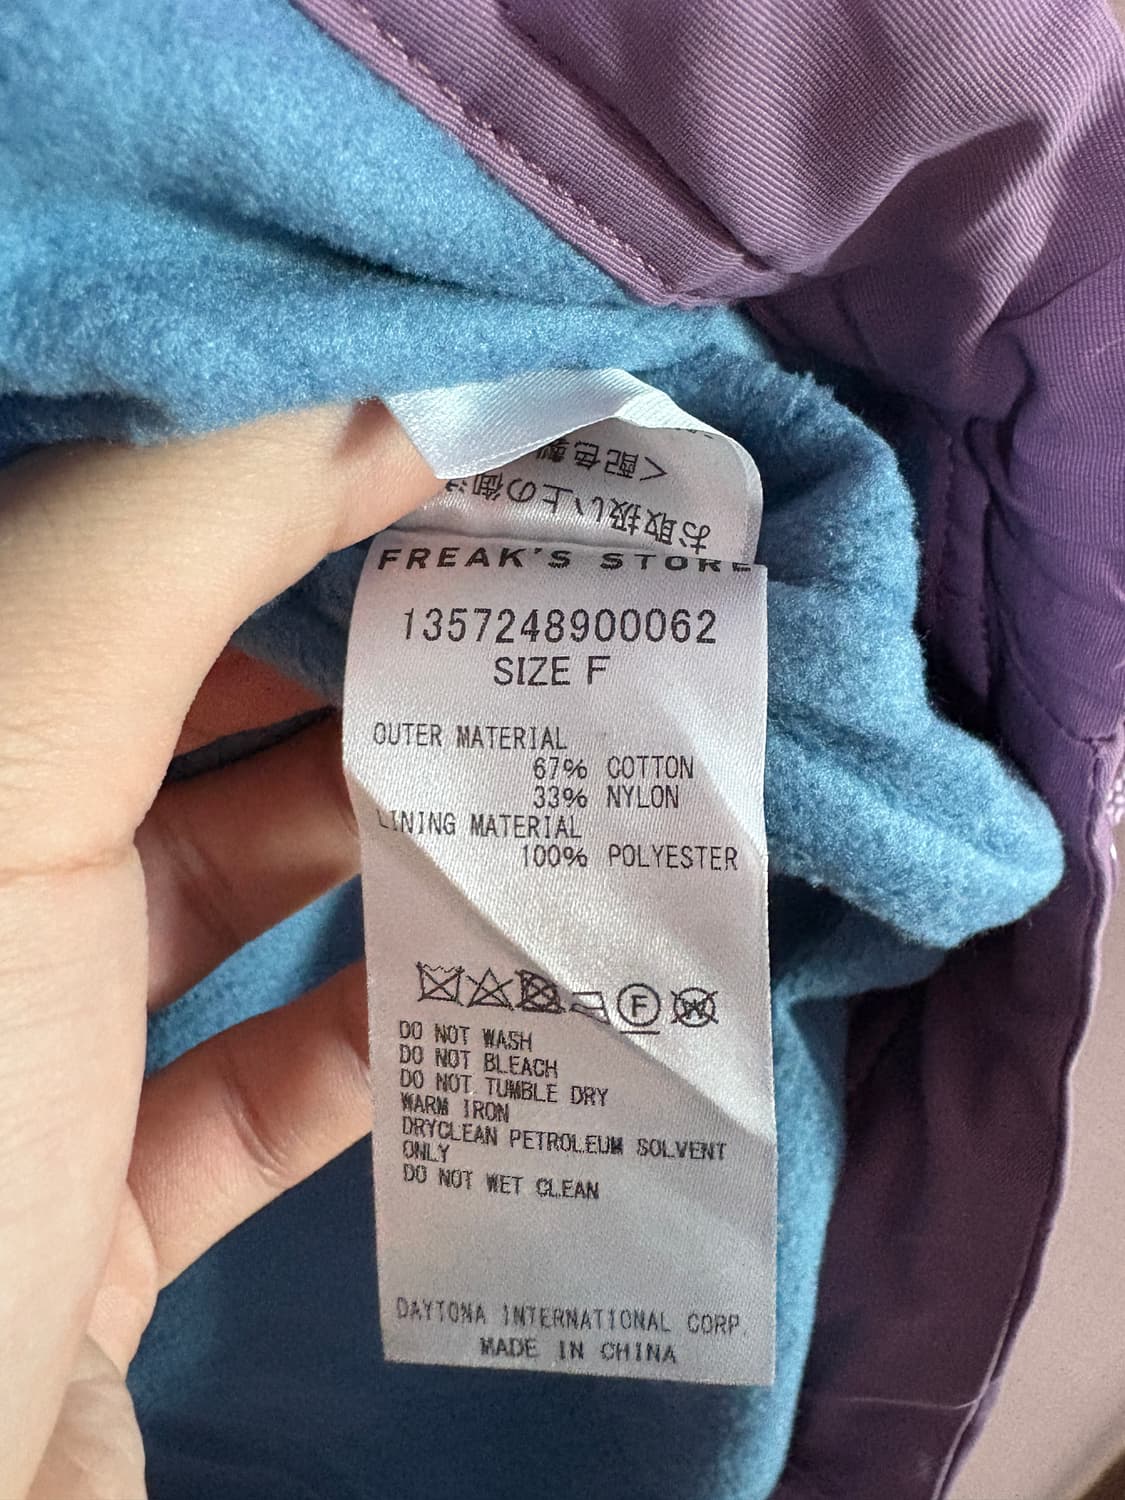 <配色
お取扱い上の御注
FREAK'S STORE
1357248900062
SIZE F
OUTER MATERIAL
67% COTTON
33% NYLON
LINING MATERIAL
100% POLYESTER
F
W
DO NOT WASH
DO NOT BLEACH
DO NOT TUMBLE DRY
WARM IRON
DRYCLEAN PETROLEUM SOLVENT
ONLY
DO NOT WET CLEAN
DAYTONA INTERNATIONAL CORP.
MADE IN CHINA